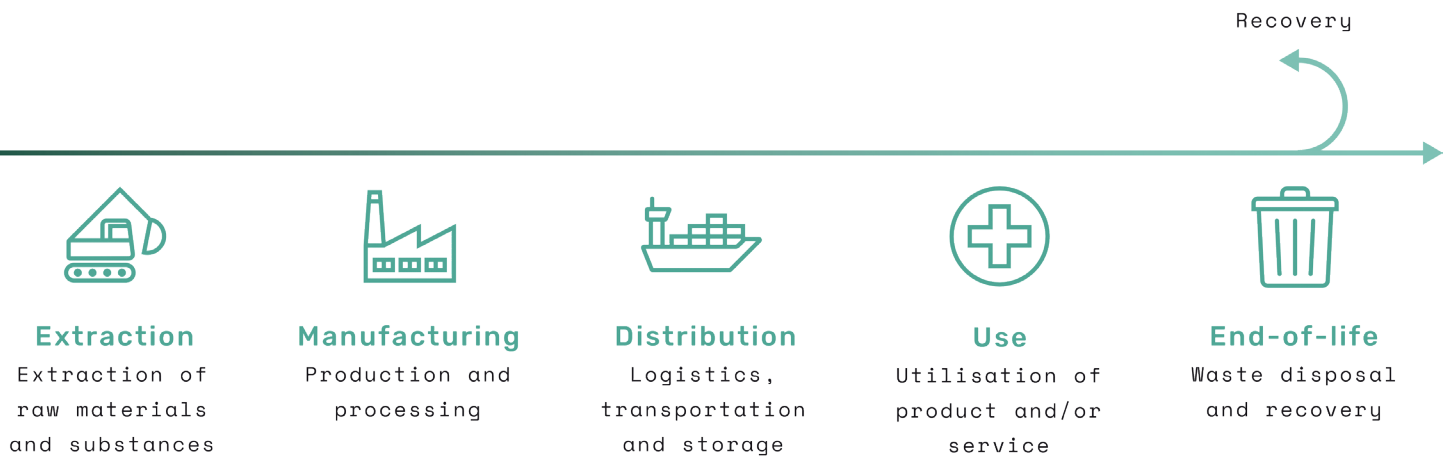 Recovery
Extraction
Extraction of
raw materials
and substances
Manufacturing
Production and
processing
Distribution
Logistics,
transportation
and storage
Use
Utilisation of
product and/or
service
End-of-life
Waste disposal
and recovery